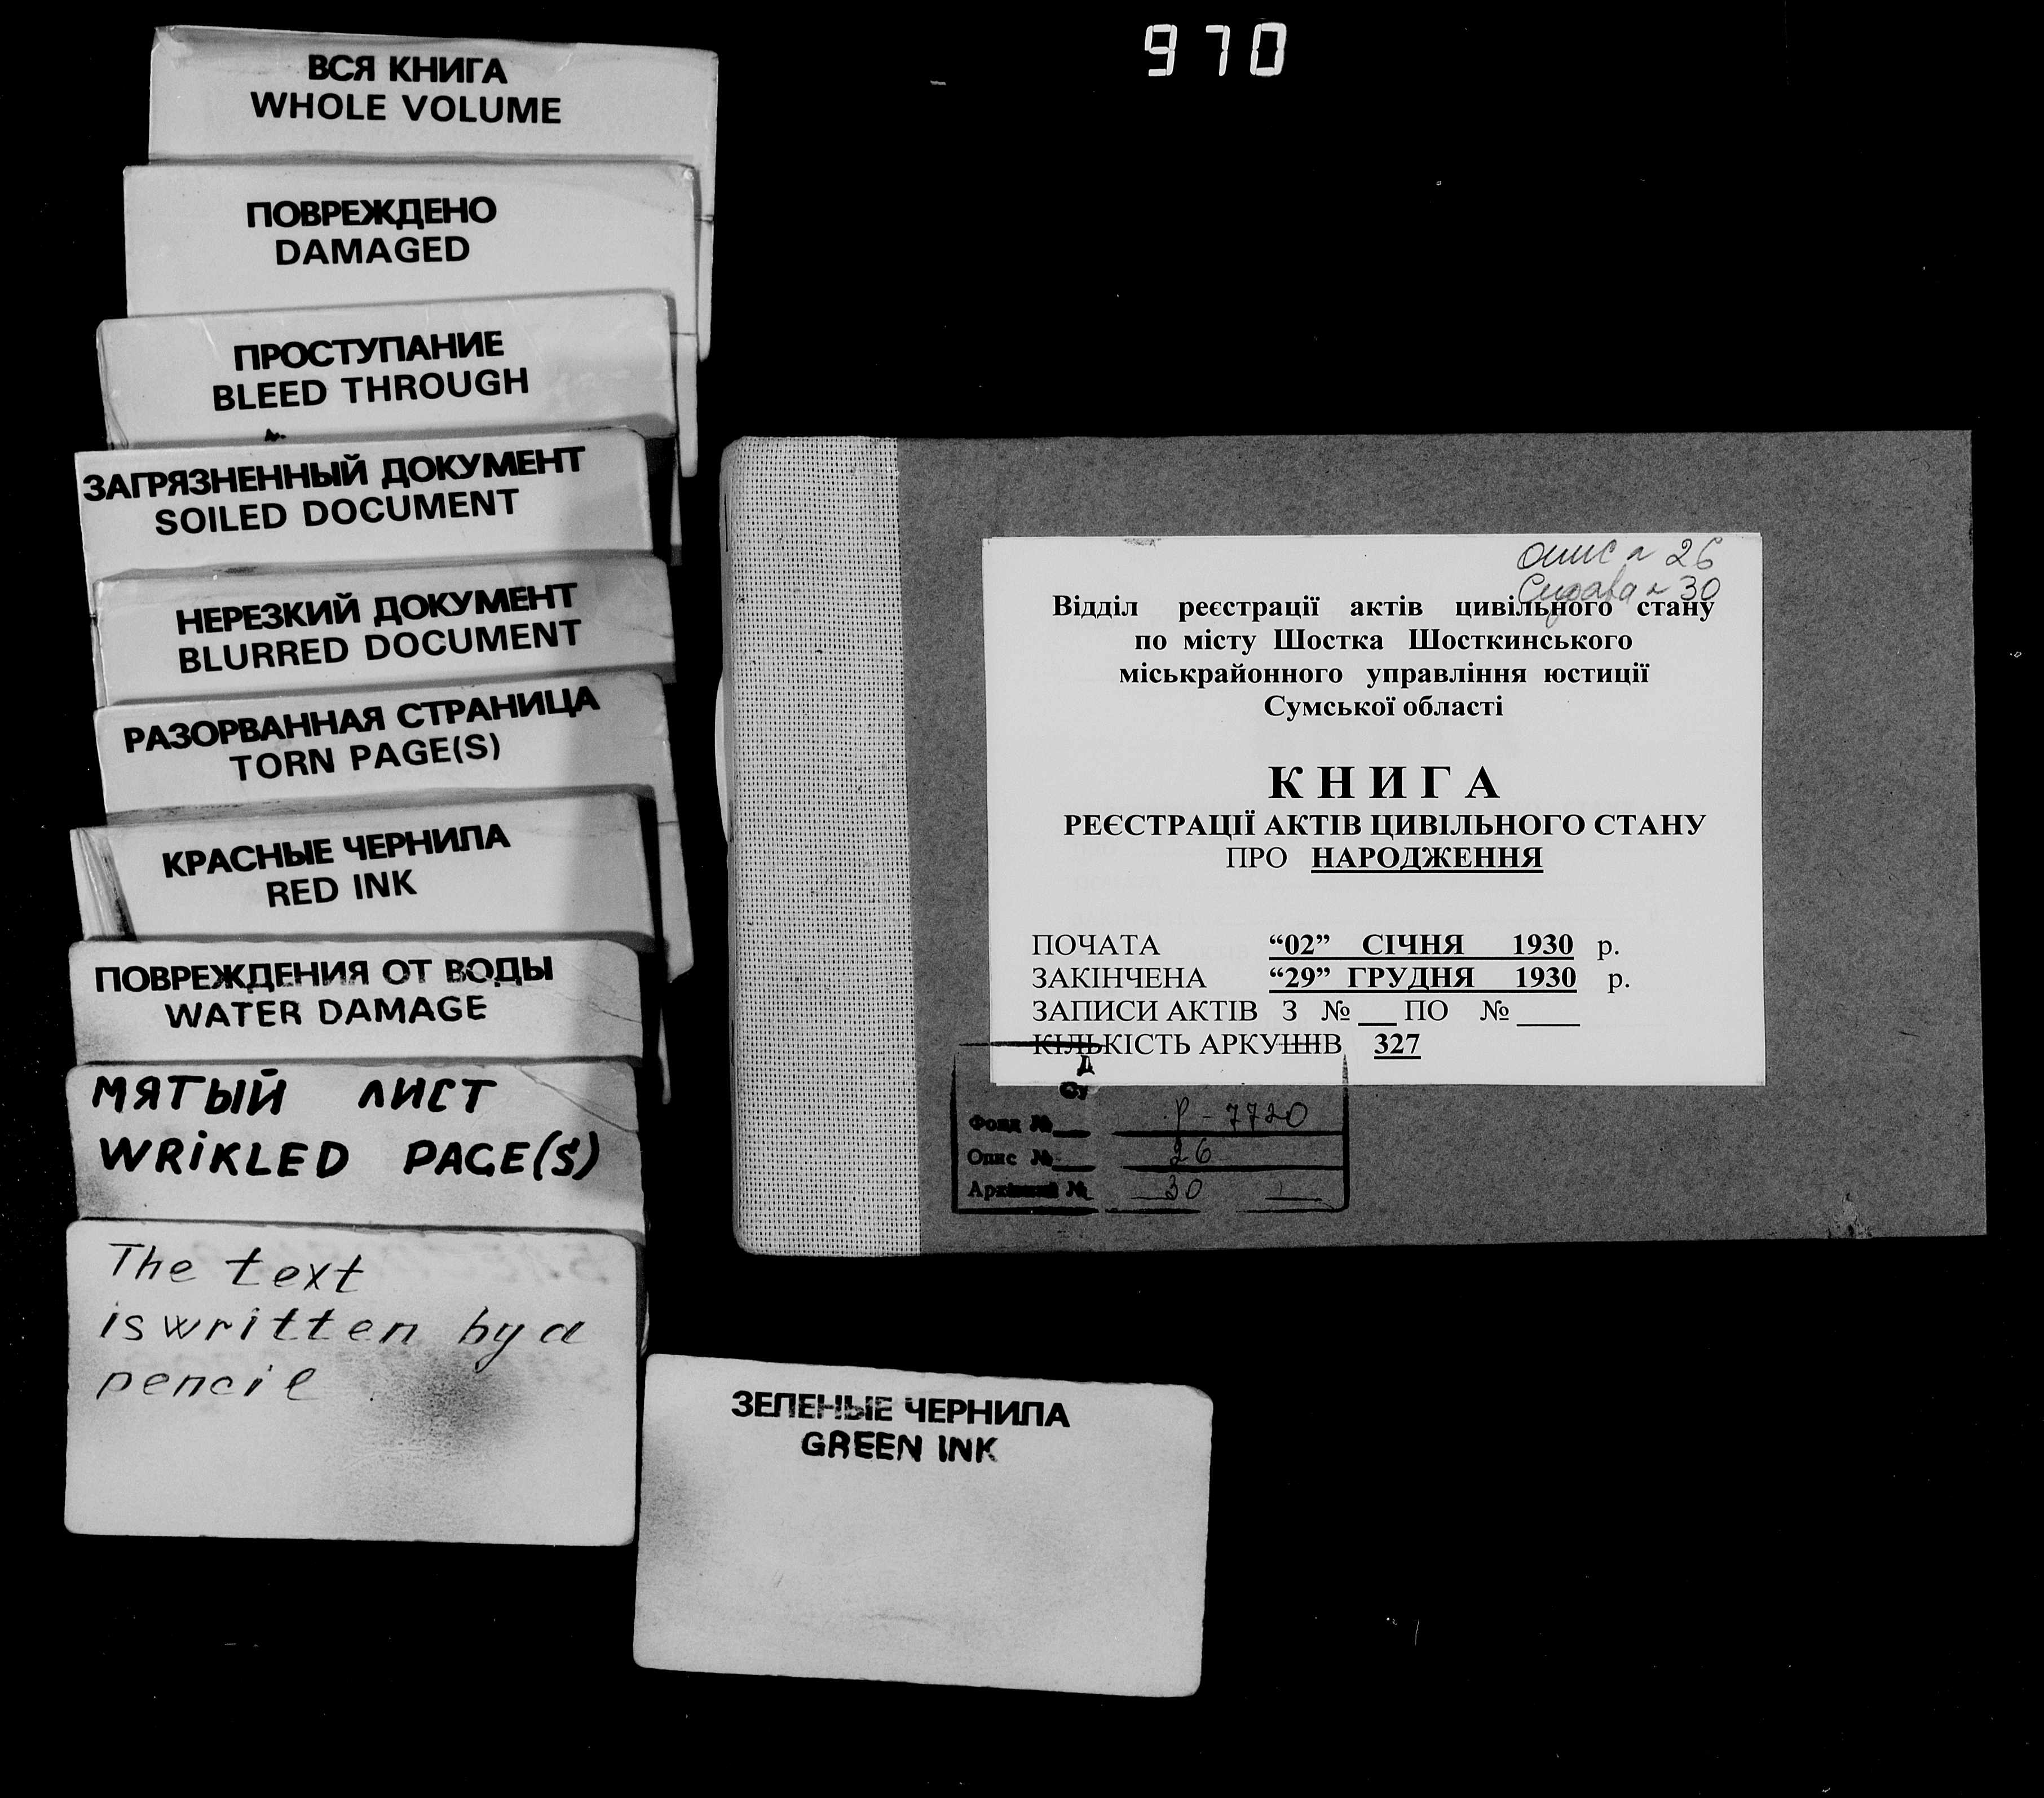 970
ВСЯ КНИГА
WHOLE VOLUME
ПОВРЕЖДЕНО
DAMAGED
ПРОСТУПАНИЕ
BLEED THROUGH
ЗАГРЯЗНЕННЫЙ ДОКУМЕНТ
SOILED DOCUMENT
НЕРЕЗКИЙ ДОКУМЕНТ
BLURRED DOCUMENT
РАЗОРВАННАЯ СТРАНИЦА
TORN PAGE(S)
КРАСНЫЕ ЧЕРНИЛА
RED INK
ПОВРЕЖДЕНИЯ ОТ ВОДЫ
WATER DAMAGE
МЯТЫЙ ЛИСТ
WRiKLED PAGE(S)
The text
is written by a
pencil
ЗЕЛЕНЫЕ ЧЕРНИЛА
GREEN INK
опис № 26
Справа № 30
Відділ реєстрації актів цивільного стану
по місту Шостка Шосткинського
міськрайонного управління юстиції
Сумської області
КНИГА
РЕЄСТРАЦІЇ АКТІВ ЦИВІЛЬНОГО СТАНУ
ПРО НАРОДЖЕННЯ
ПОЧАТА “02” СІЧНЯ 1930 р.
ЗАКІНЧЕНА “29” ГРУДНЯ 1930 р.
ЗАПИСИ АКТІВ З № __ ПО № ____
КІЛЬКІСТЬ АРКУШІВ 327
Д
Су
Фонд № Р-7720
Опис № 26
Архівний № 30